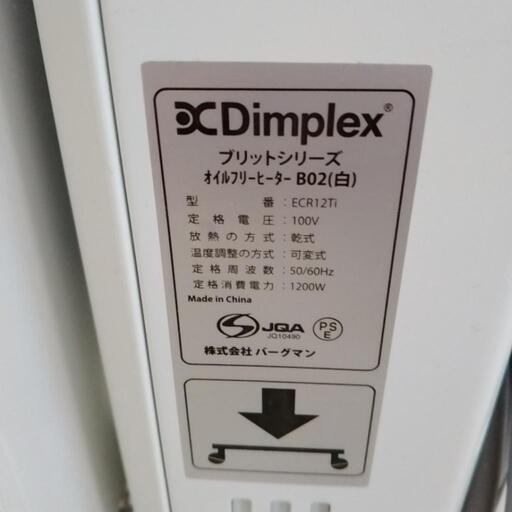 Dimplex®
ブリットシリーズ
オイルフリーヒーター B02(白)
型番：ECR12Ti
定格電圧：100V
放熱の方式：乾式
温度調整の方式：可変式
定格周波数：50/60Hz
定格消費電力：1200W
Made in China
S JQA
JQ10490
PS
E
株式会社 バーグマン